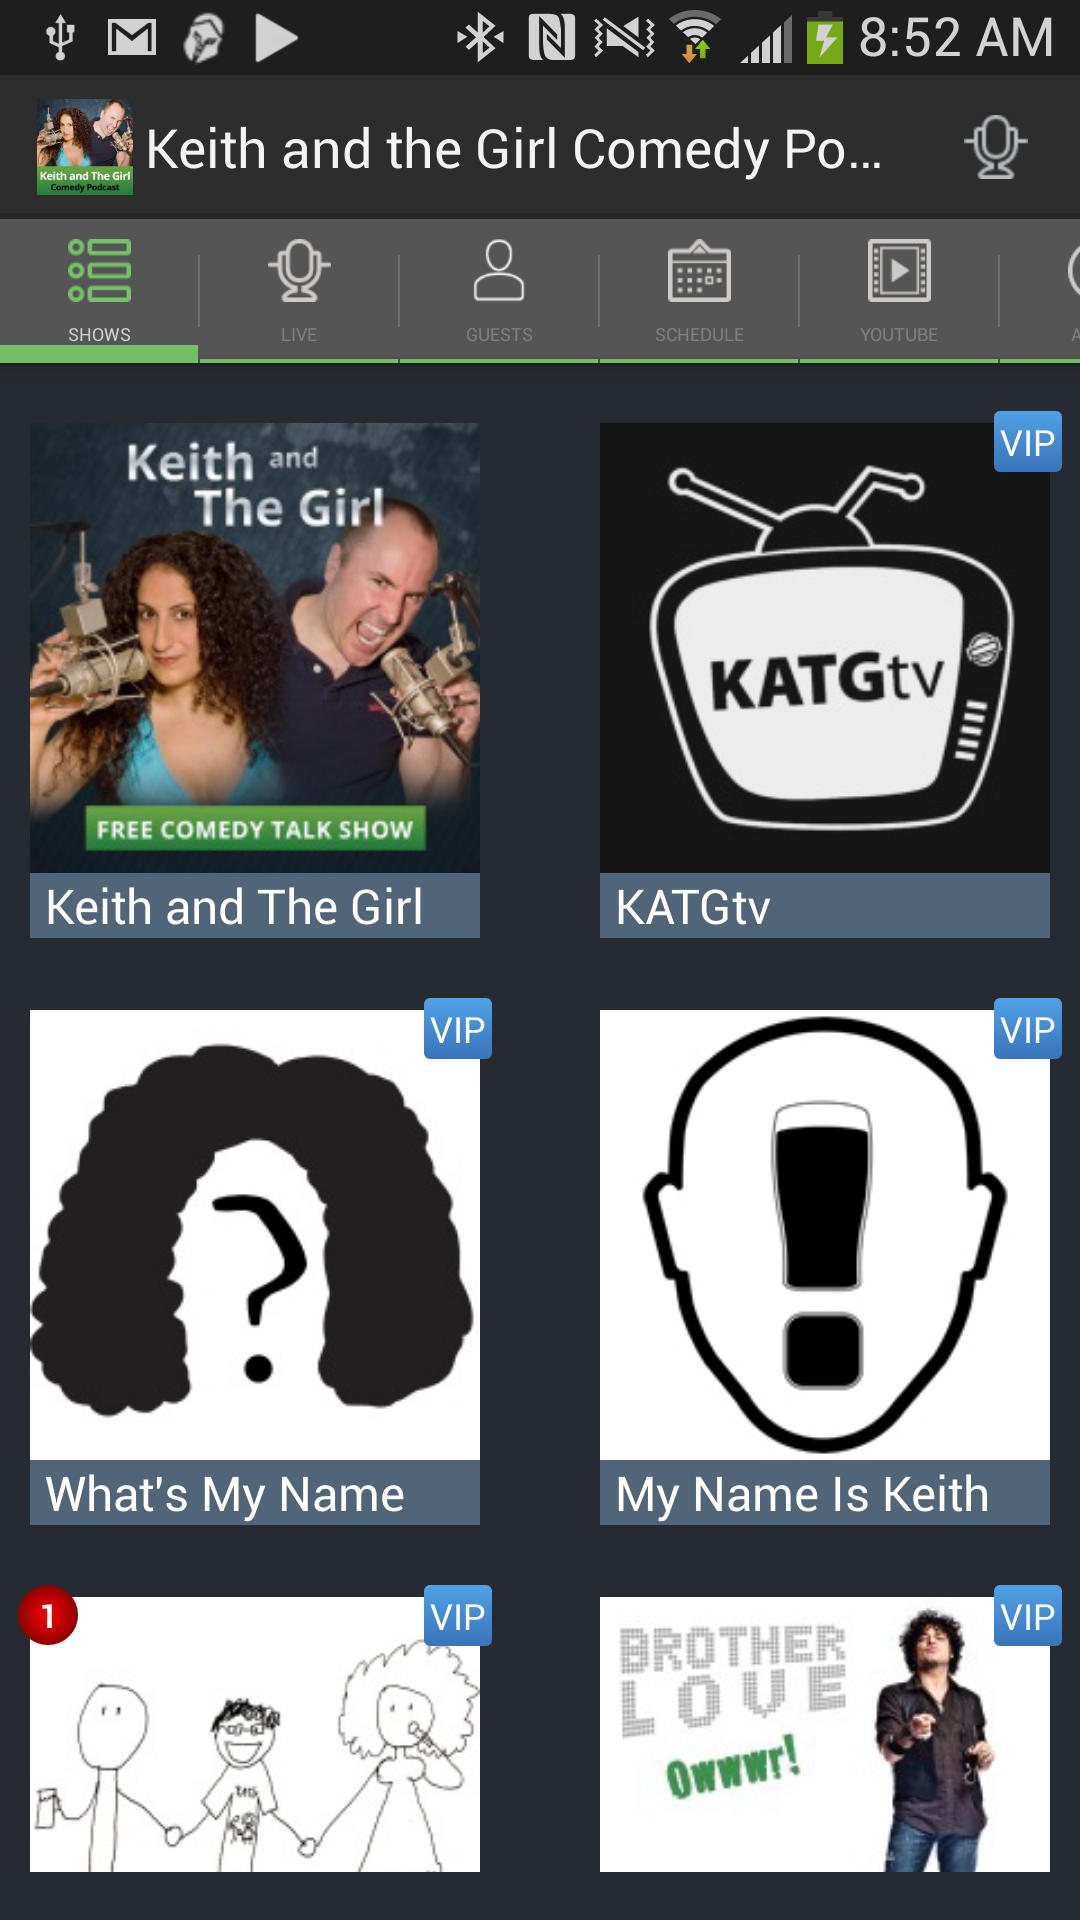 8:52 AM
Keith and The Girl
Comedy Podcast
Keith and the Girl Comedy Po...
SHOWS
LIVE
GUESTS
SCHEDULE
YOUTUBE
A
Keith and
The Girl
FREE COMEDY TALK SHOW
Keith and The Girl
VIP
KATGtv
KATGtv
VIP
?
What's My Name
VIP
!
My Name Is Keith
1
VIP
VIP
BROTHER
LOVE
Owwwr!